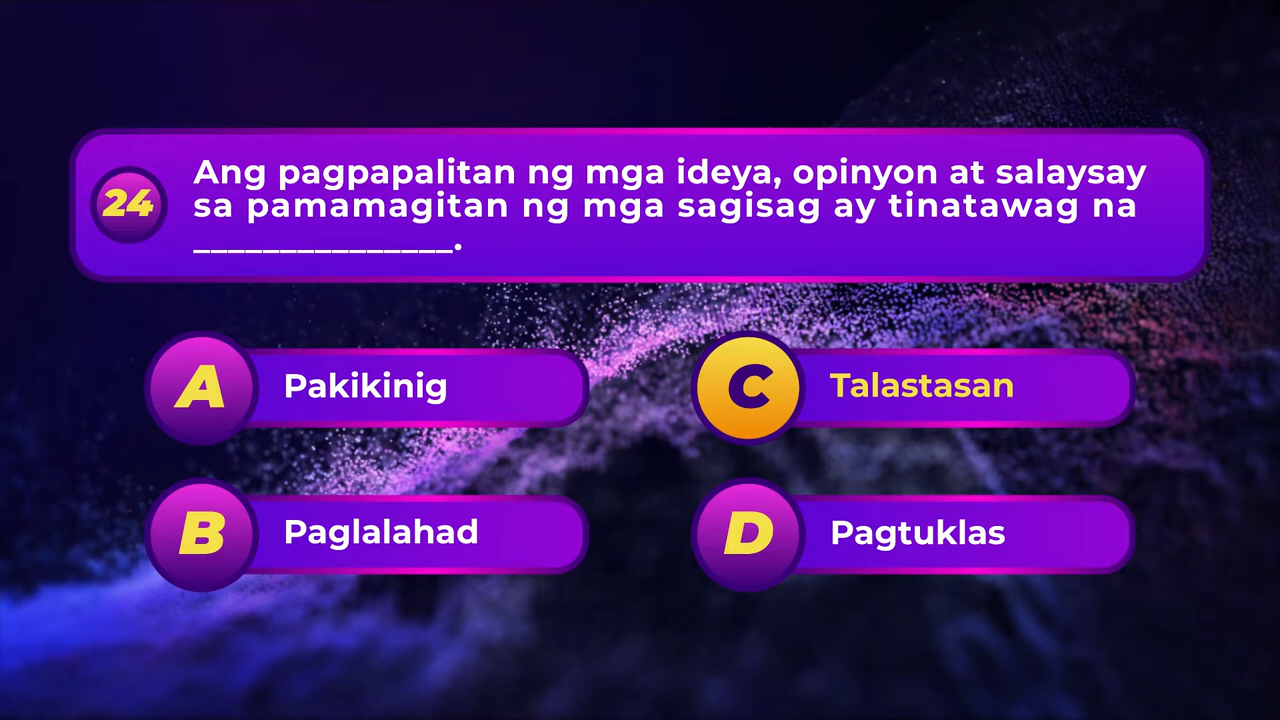 24
Ang pagpapalitan ng mga ideya, opinyon at salaysay
sa pamamagitan ng mga sagisag ay tinatawag na
_______________.
A Pakikinig
B Paglalahad
C Talastasan
D Pagtuklas